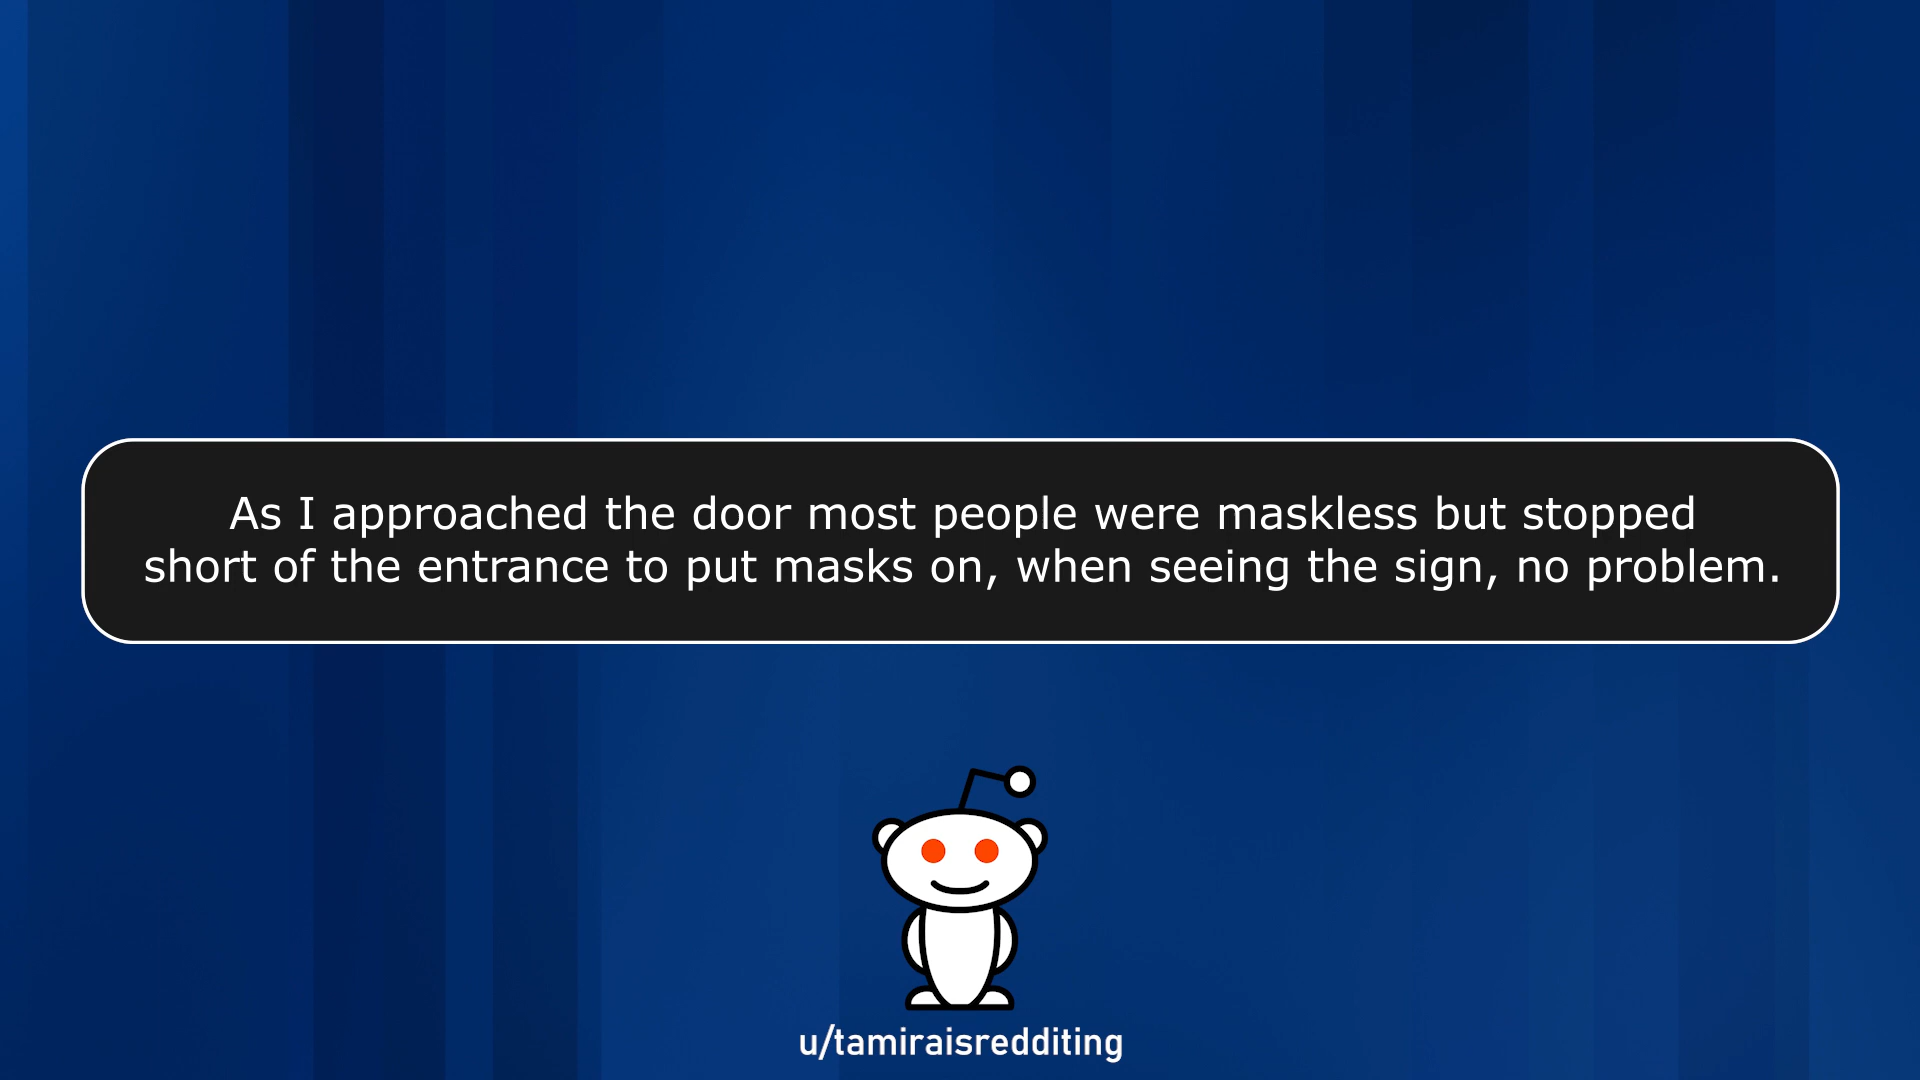 As I approached the door most people were maskless but stopped
short of the entrance to put masks on, when seeing the sign, no problem.
u/tamiraisredditing